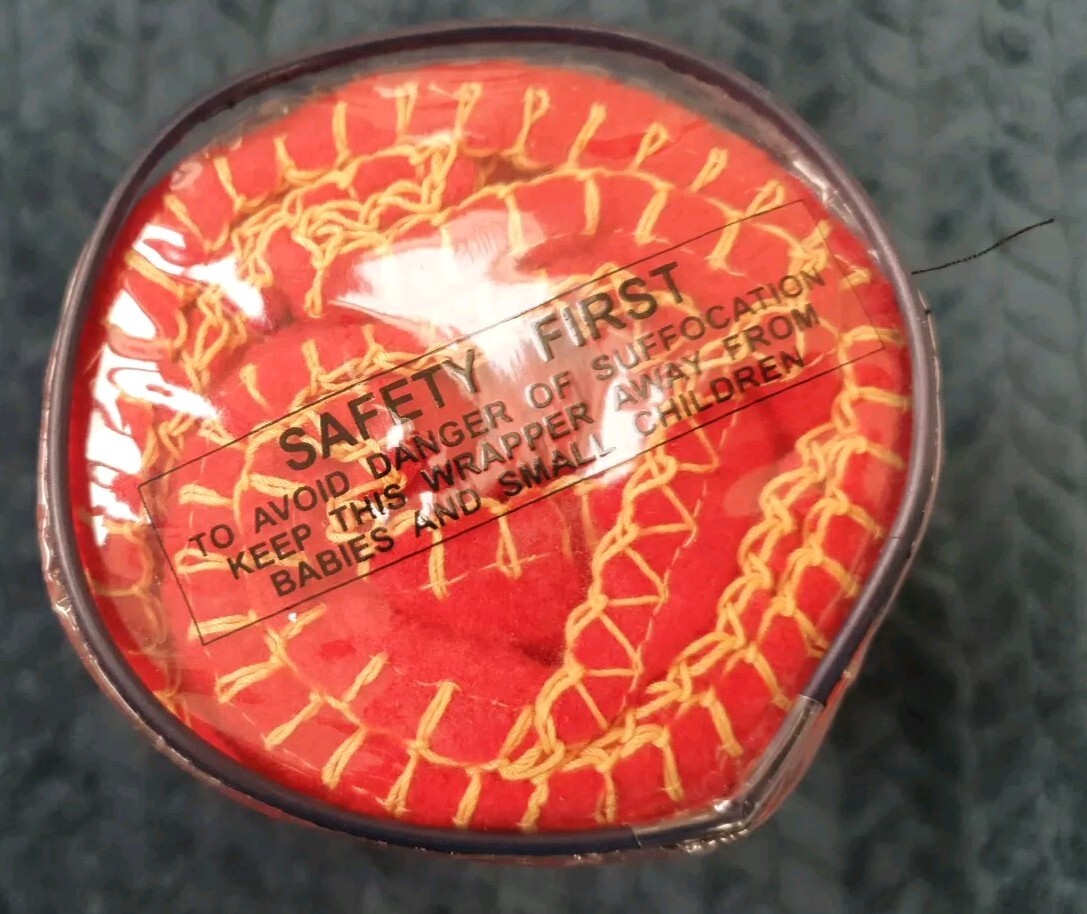 SAFETY FIRST
TO AVOID DANGER OF SUFFOCATION
KEEP THIS WRAPPER AWAY FROM
BABIES AND SMALL CHILDREN